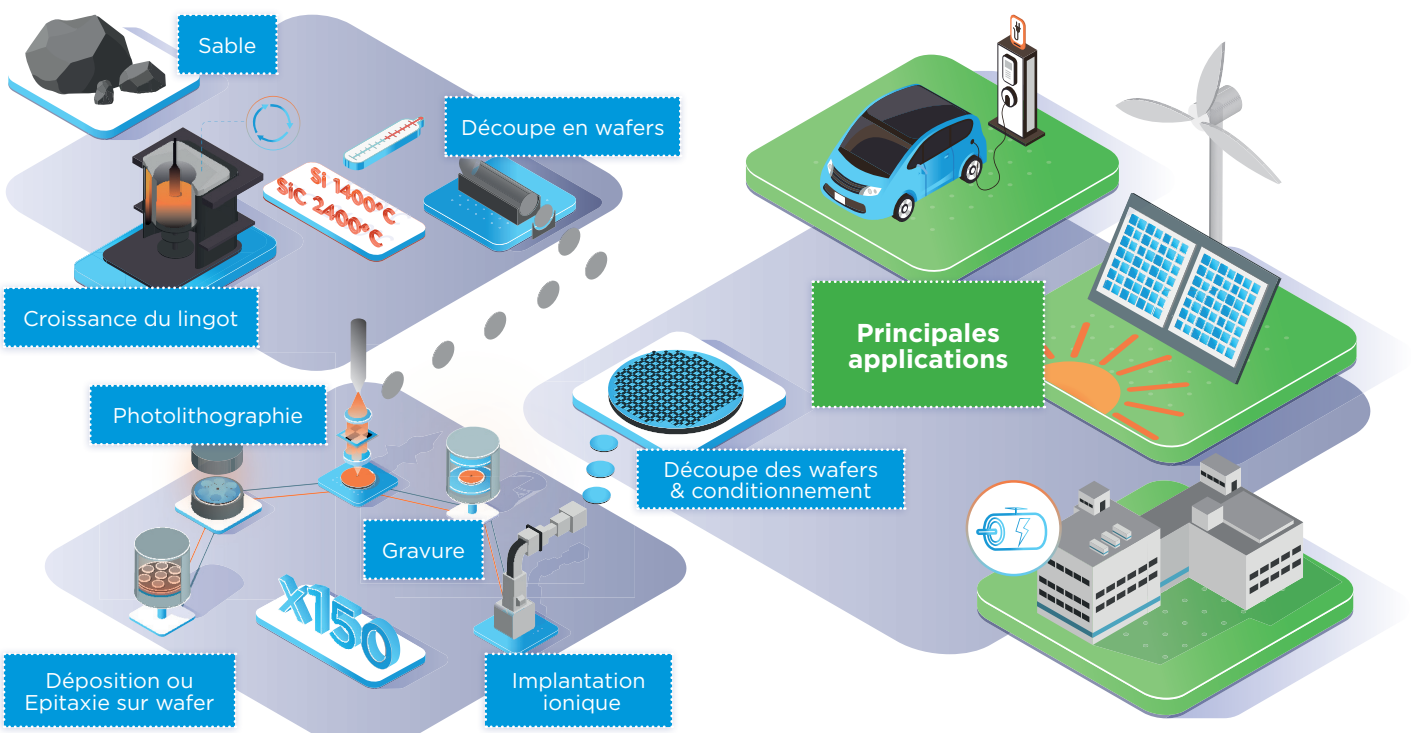 Sable
Découpe en wafers
Si 1400°C
SiC 2400°C
Croissance du lingot
Photolithographie
Gravure
X150
Déposition ou
Epitaxie sur wafer
Implantation
ionique
Découpe des wafers
& conditionnement
Principales
applications